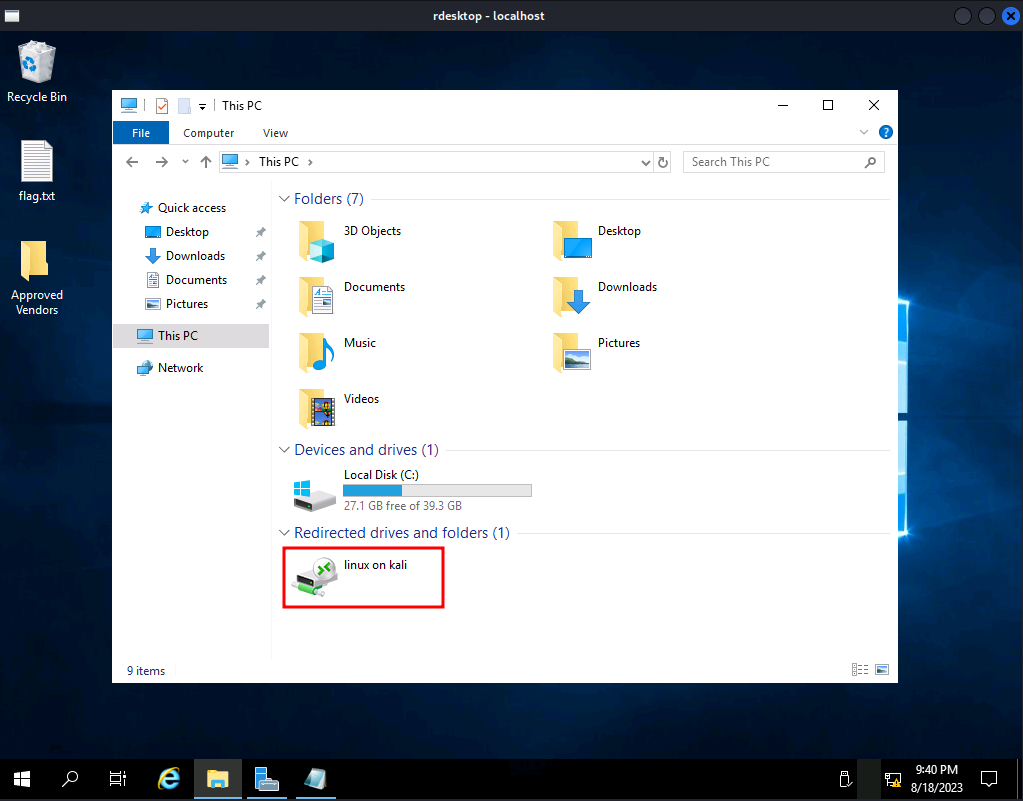 rdesktop - localhost
Recycle Bin
flag.txt
Approved
Vendors
This PC
File
Computer
View
This PC
Search This PC
Quick access
Desktop
Downloads
Documents
Pictures
This PC
Network
Folders (7)
3D Objects
Desktop
Documents
Downloads
Music
Pictures
Videos
Devices and drives (1)
Local Disk (C:)
27.1 GB free of 39.3 GB
Redirected drives and folders (1)
linux on kali
9 items
9:40 PM
8/18/2023